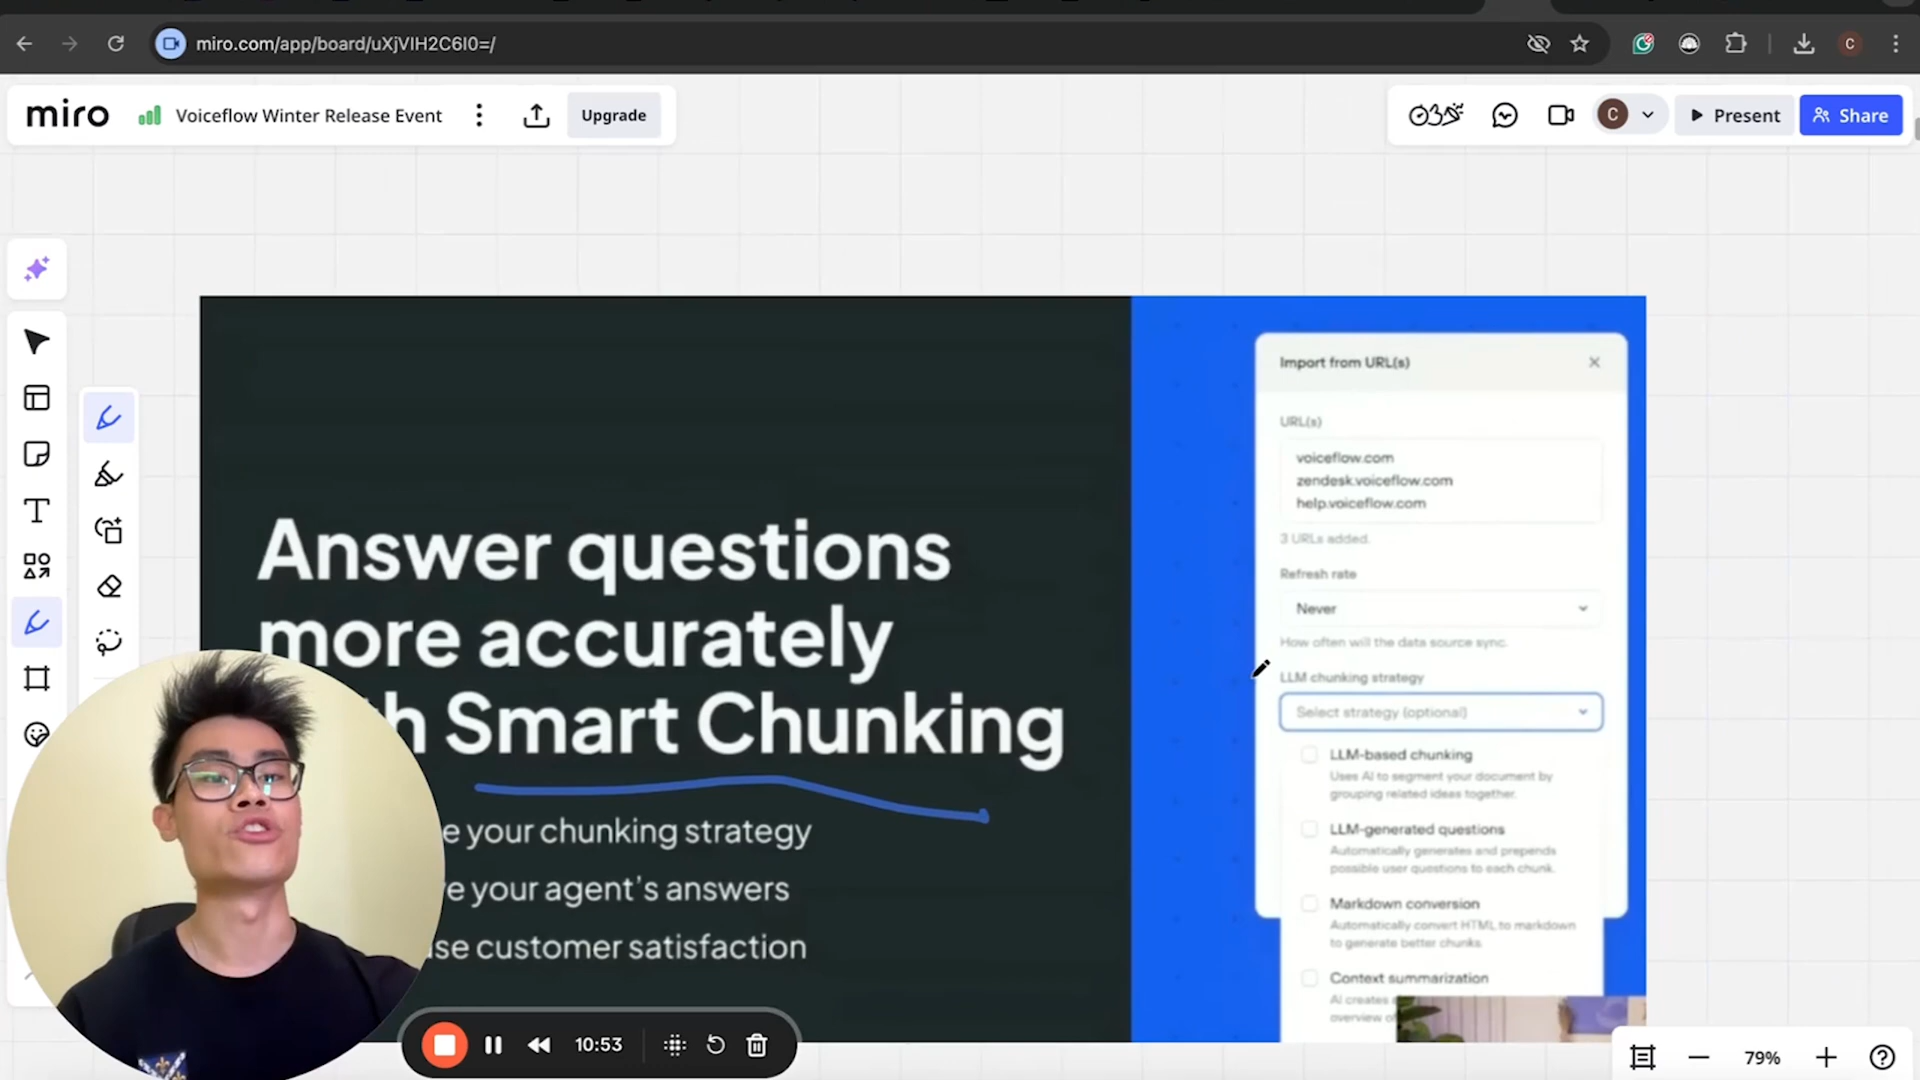 miro.com/app/board/uXjVIH2C6I0=/
C
miro
Voiceflow Winter Release Event
Upgrade
C
Present
Share
Answer questions
more accurately
h Smart Chunking
e your chunking strategy
ve your agent's answers
se customer satisfaction
Import from URL(s)
URL(s)
voiceflow.com
zendesk.voiceflow.com
help.voiceflow.com
3 URLs added.
Refresh rate
Never
How often will the data source sync.
LLM chunking strategy
Select strategy (optional)
LLM-based chunking
Uses AI to segment your document by
grouping related ideas together.
LLM-generated questions
Automatically generates and prepends
possible user questions to each chunk.
Markdown conversion
Automatically convert HTML to markdown
to generate better chunks.
Context summarization
AI creates
overview of
10:53
79%